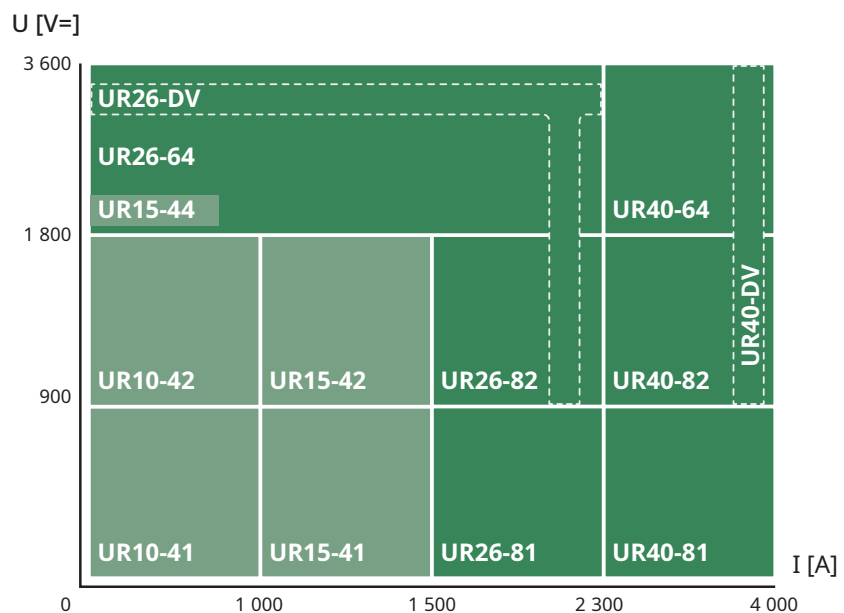 U [V=]
3 600
UR26-DV
UR26-64
UR15-44
UR40-64
1 800
UR40-DV
UR10-42
UR15-42
UR26-82
UR40-82
900
UR10-41
UR15-41
UR26-81
UR40-81
I [A]
0
1 000
1 500
2 300
4 000